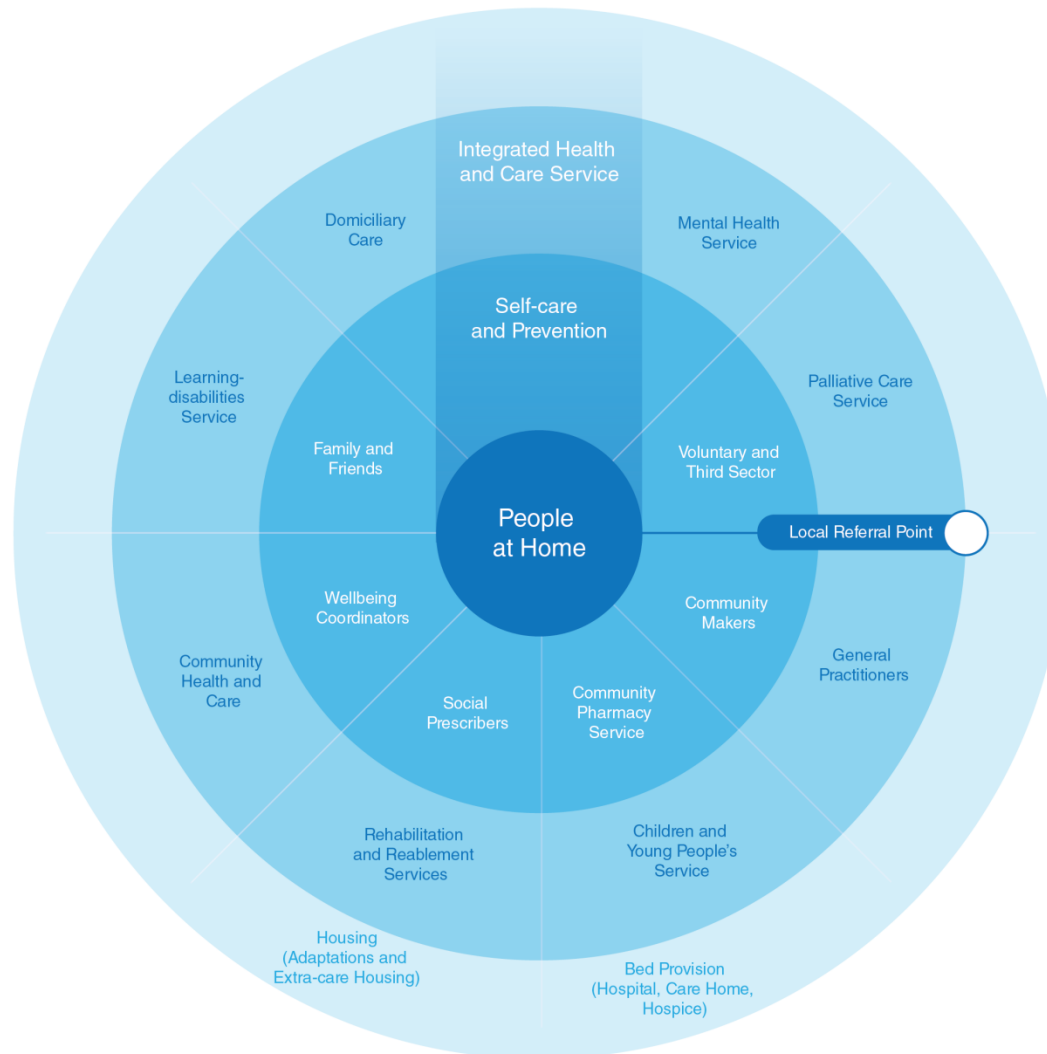 Integrated Health
and Care Service
Domiciliary
Care
Mental Health
Service
Self-care
and Prevention
Learning-
disabilities
Service
Palliative Care
Service
Family and
Friends
Voluntary and
Third Sector
People
at Home
Local Referral Point
Wellbeing
Coordinators
Community
Makers
Community
Health and
Care
General
Practitioners
Social
Prescribers
Community
Pharmacy
Service
Rehabilitation
and Reablement
Services
Children and
Young People's
Service
Housing
(Adaptations and
Extra-care Housing)
Bed Provision
(Hospital, Care Home,
Hospice)